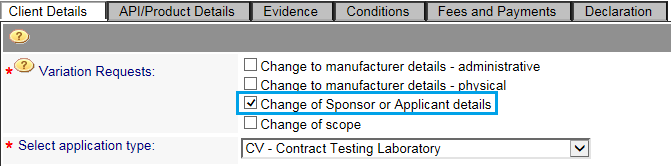 Client Details API/Product Details Evidence Conditions Fees and Payments Declaration
?
* ? Variation Requests:
Change to manufacturer details - administrative
Change to manufacturer details - physical
Change of Sponsor or Applicant details
Change of scope
* Select application type: CV - Contract Testing Laboratory